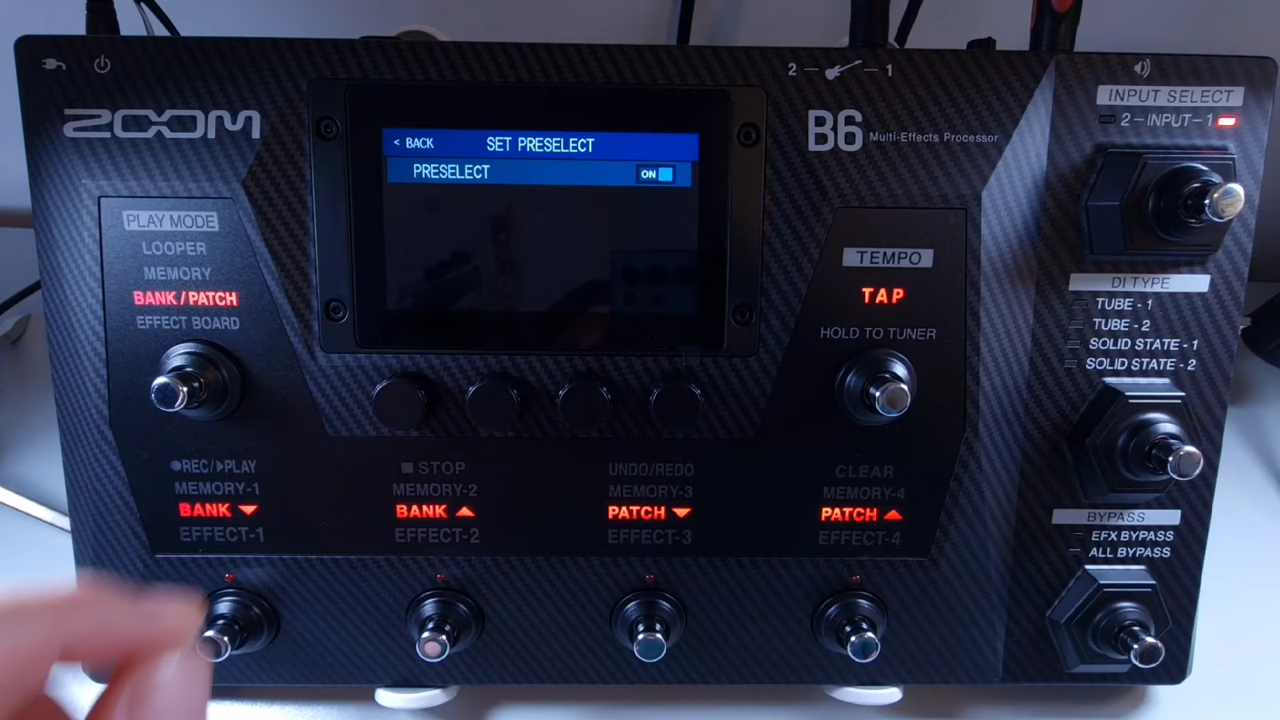 2 1
ZOOM
B6 Multi-Effects Processor
INPUT SELECT
2-INPUT-1
< BACK SET PRESELECT
PRESELECT ON
PLAY MODE
LOOPER
MEMORY
BANK/PATCH
EFFECT BOARD
TEMPO
TAP
HOLD TO TUNER
DI TYPE
TUBE - 1
TUBE - 2
SOLID STATE - 1
SOLID STATE - 2
●REC/▶PLAY ■STOP UNDO/REDO CLEAR
MEMORY-1 MEMORY-2 MEMORY-3 MEMORY-4
BANK ▼ BANK ▲ PATCH ▼ PATCH ▲
EFFECT-1 EFFECT-2 EFFECT-3 EFFECT-4
BYPASS
EFX BYPASS
ALL BYPASS